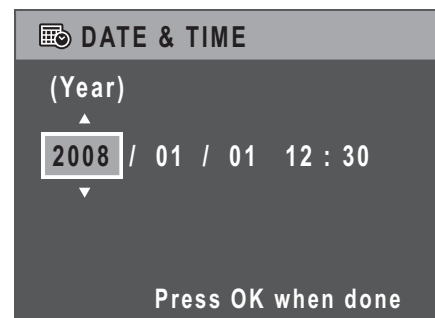 DATE & TIME
(Year)
2008 / 01 / 01 12 : 30
Press OK when done